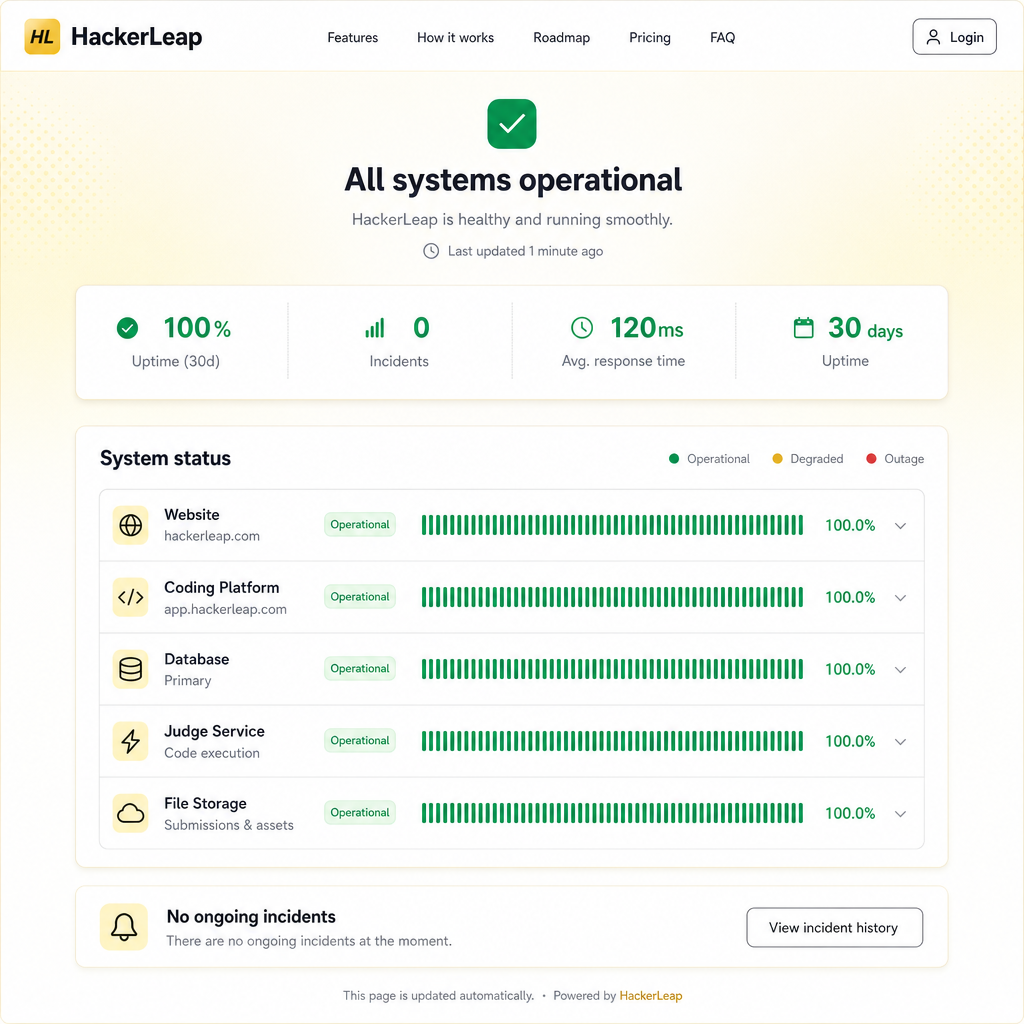 HL HackerLeap
Features How it works Roadmap Pricing FAQ
Login
All systems operational
HackerLeap is healthy and running smoothly.
Last updated 1 minute ago
100%
Uptime (30d)
0
Incidents
120ms
Avg. response time
30 days
Uptime
System status
Operational Degraded Outage
Website
hackerleap.com
Operational
100.0%
Coding Platform
app.hackerleap.com
Operational
100.0%
Database
Primary
Operational
100.0%
Judge Service
Code execution
Operational
100.0%
File Storage
Submissions & assets
Operational
100.0%
No ongoing incidents
There are no ongoing incidents at the moment.
View incident history
This page is updated automatically. • Powered by HackerLeap